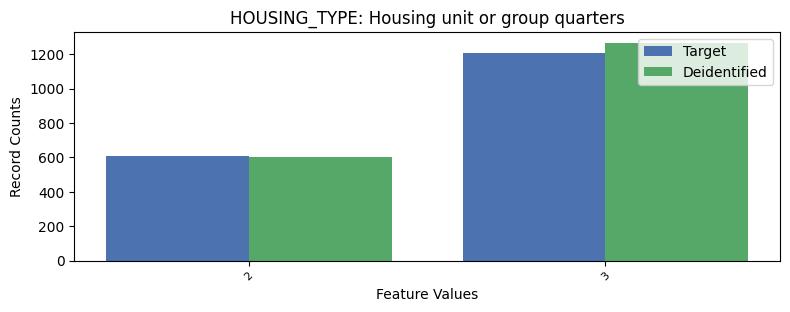 HOUSING_TYPE: Housing unit or group quarters
Target
Deidentified
Record Counts
1200
1000
800
600
400
200
0
2
3
Feature Values